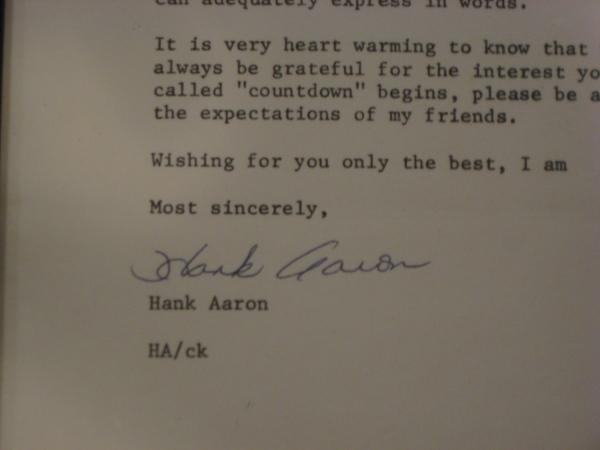 can adequately express in words.
It is very heart warming to know that
always be grateful for the interest yo
called "countdown" begins, please be a
the expectations of my friends.
Wishing for you only the best, I am
Most sincerely,
Hank Aaron
Hank Aaron
HA/ck